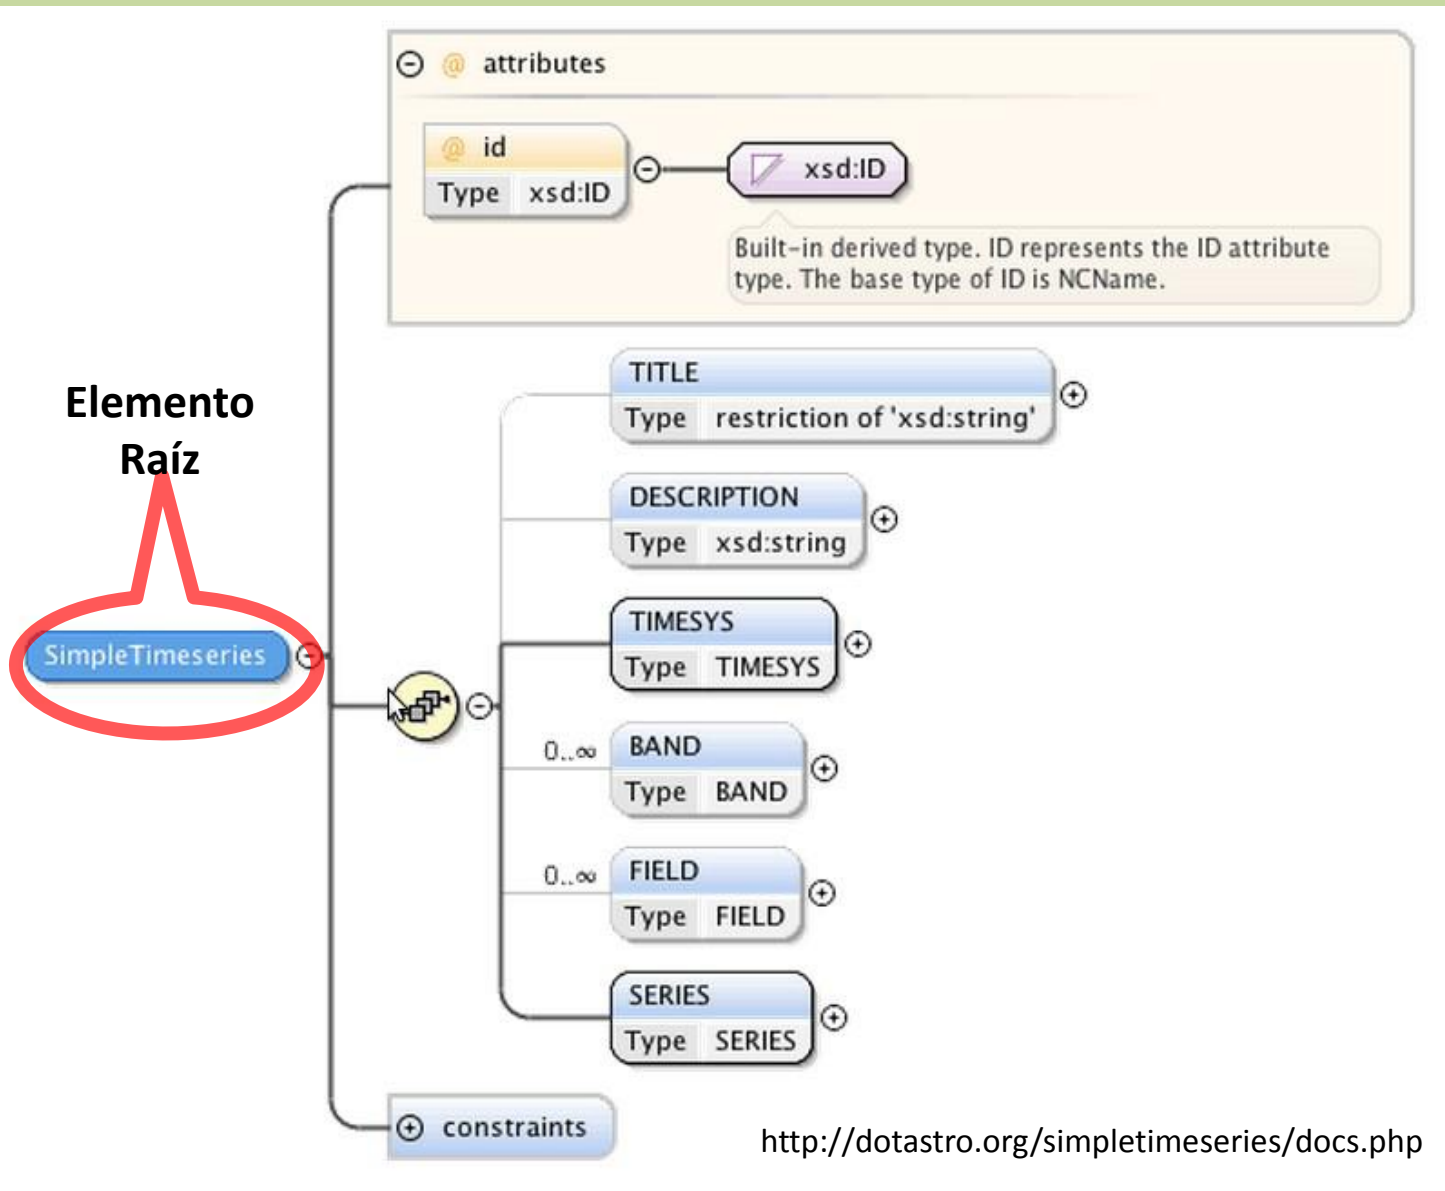 @ attributes
@ id
Type xsd:ID
xsd:ID
Built-in derived type. ID represents the ID attribute
type. The base type of ID is NCName.
Elemento
Raíz
SimpleTimeseries
TITLE
Type restriction of 'xsd:string'
DESCRIPTION
Type xsd:string
TIMESYS
Type TIMESYS
0..∞
BAND
Type BAND
0..∞
FIELD
Type FIELD
SERIES
Type SERIES
constraints
http://dotastro.org/simpletimeseries/docs.php